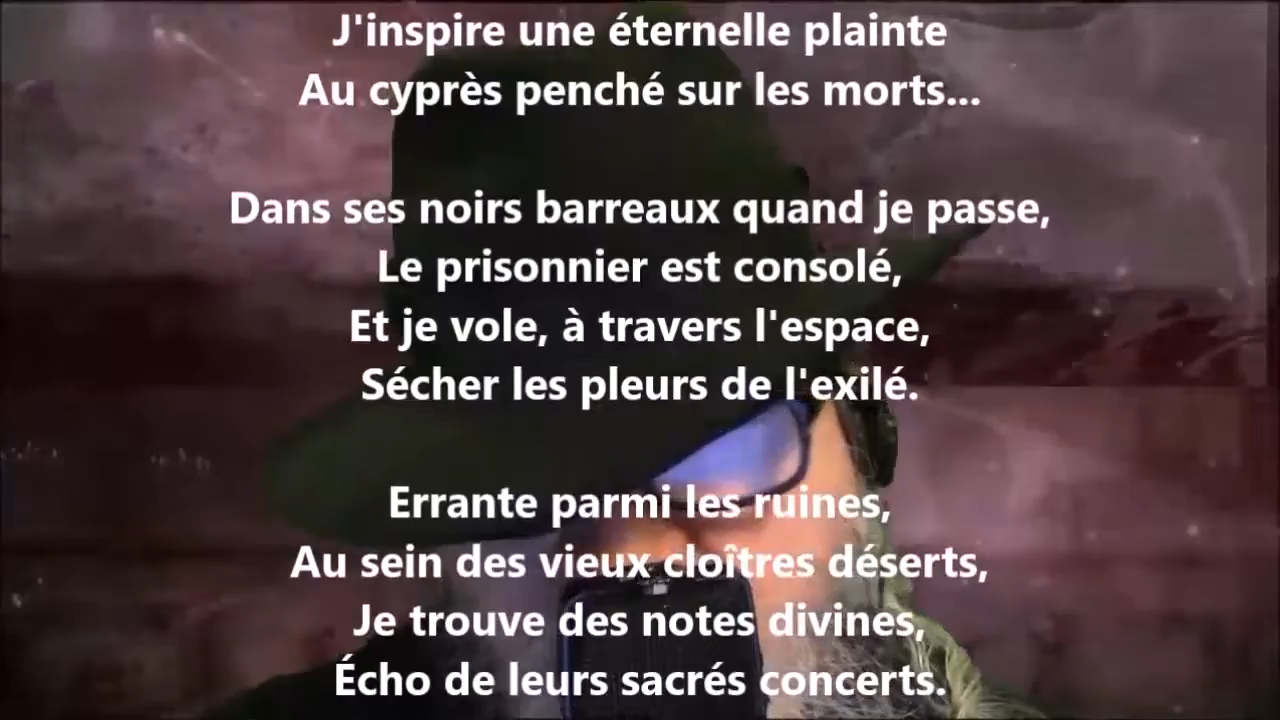 J'inspire une éternelle plainte
Au cyprès penché sur les morts...
Dans ses noirs barreaux quand je passe,
Le prisonnier est consolé,
Et je vole, à travers l'espace,
Sécher les pleurs de l'exilé.
Errante parmi les ruines,
Au sein des vieux cloîtres déserts,
Je trouve des notes divines,
Écho de leurs sacrés concerts.